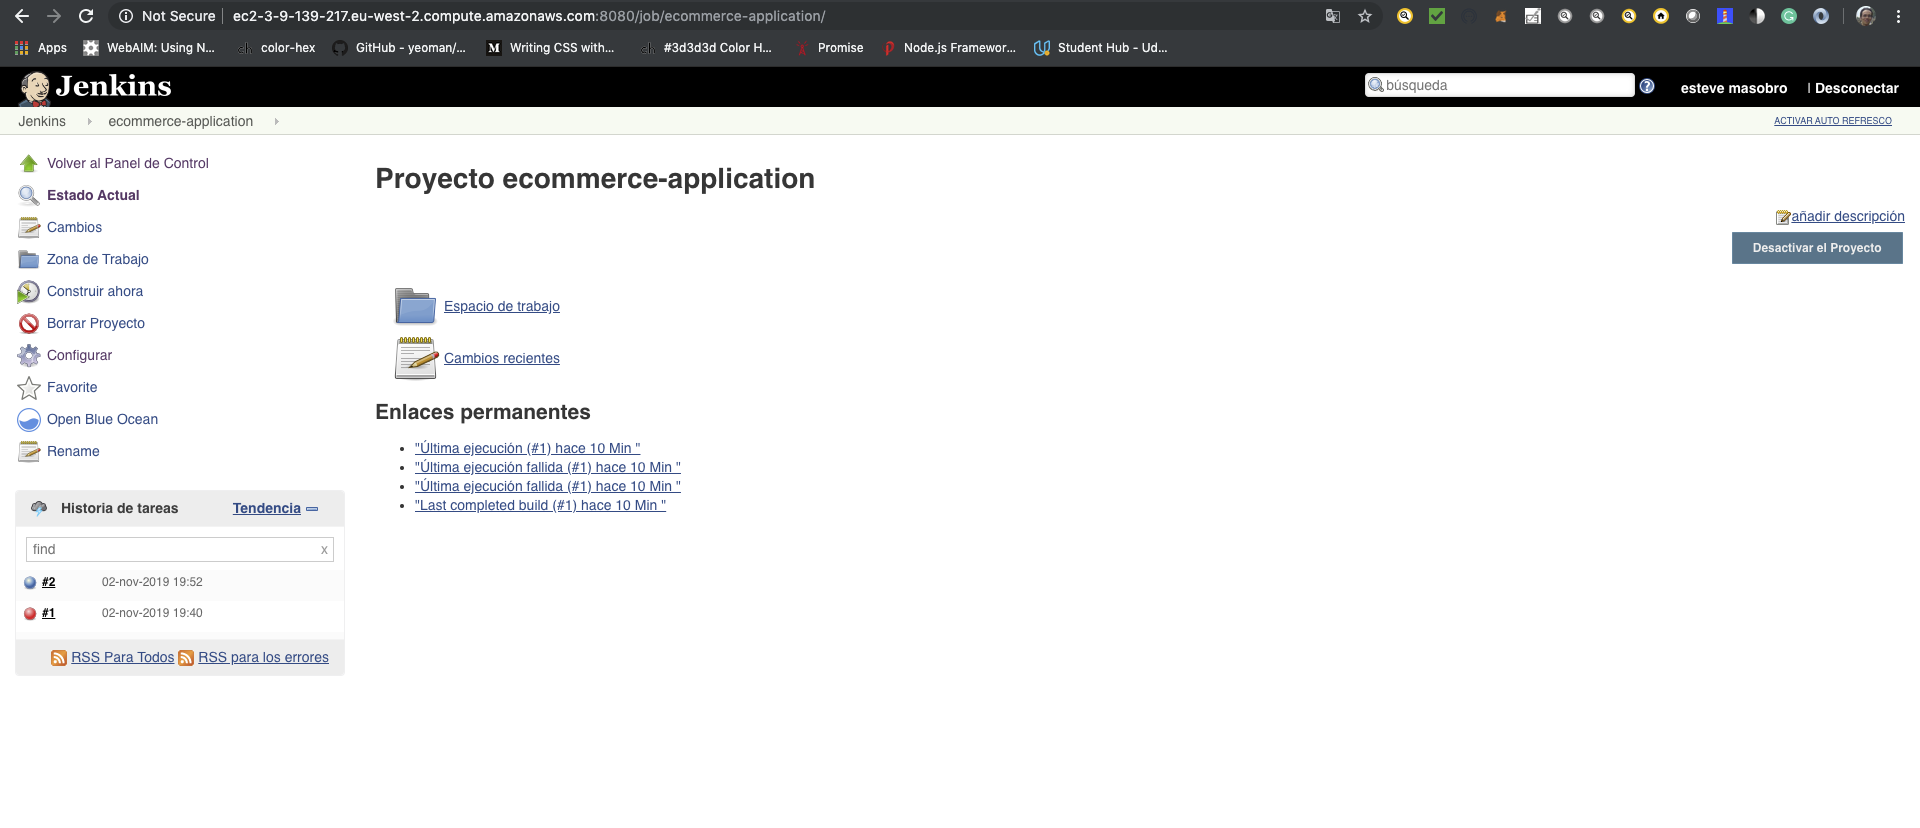 Not Secure | ec2-3-9-139-217.eu-west-2.compute.amazonaws.com:8080/job/ecommerce-application/
Apps WebAIM: Using N... color-hex GitHub - yeoman/... Writing CSS with... #3d3d3d Color H... Promise Node.js Framewor... Student Hub - Ud...
Jenkins búsqueda esteve masobro | Desconectar
Jenkins ecommerce-application ACTIVAR AUTO REFRESCO
Volver al Panel de Control
Estado Actual
Cambios
Zona de Trabajo
Construir ahora
Borrar Proyecto
Configurar
Favorite
Open Blue Ocean
Rename
Historia de tareas Tendencia
find x
#2 02-nov-2019 19:52
#1 02-nov-2019 19:40
RSS Para Todos RSS para los errores
Proyecto ecommerce-application
añadir descripción
Desactivar el Proyecto
Espacio de trabajo
Cambios recientes
Enlaces permanentes
"Última ejecución (#1) hace 10 Min "
"Última ejecución fallida (#1) hace 10 Min "
"Última ejecución fallida (#1) hace 10 Min "
"Last completed build (#1) hace 10 Min "